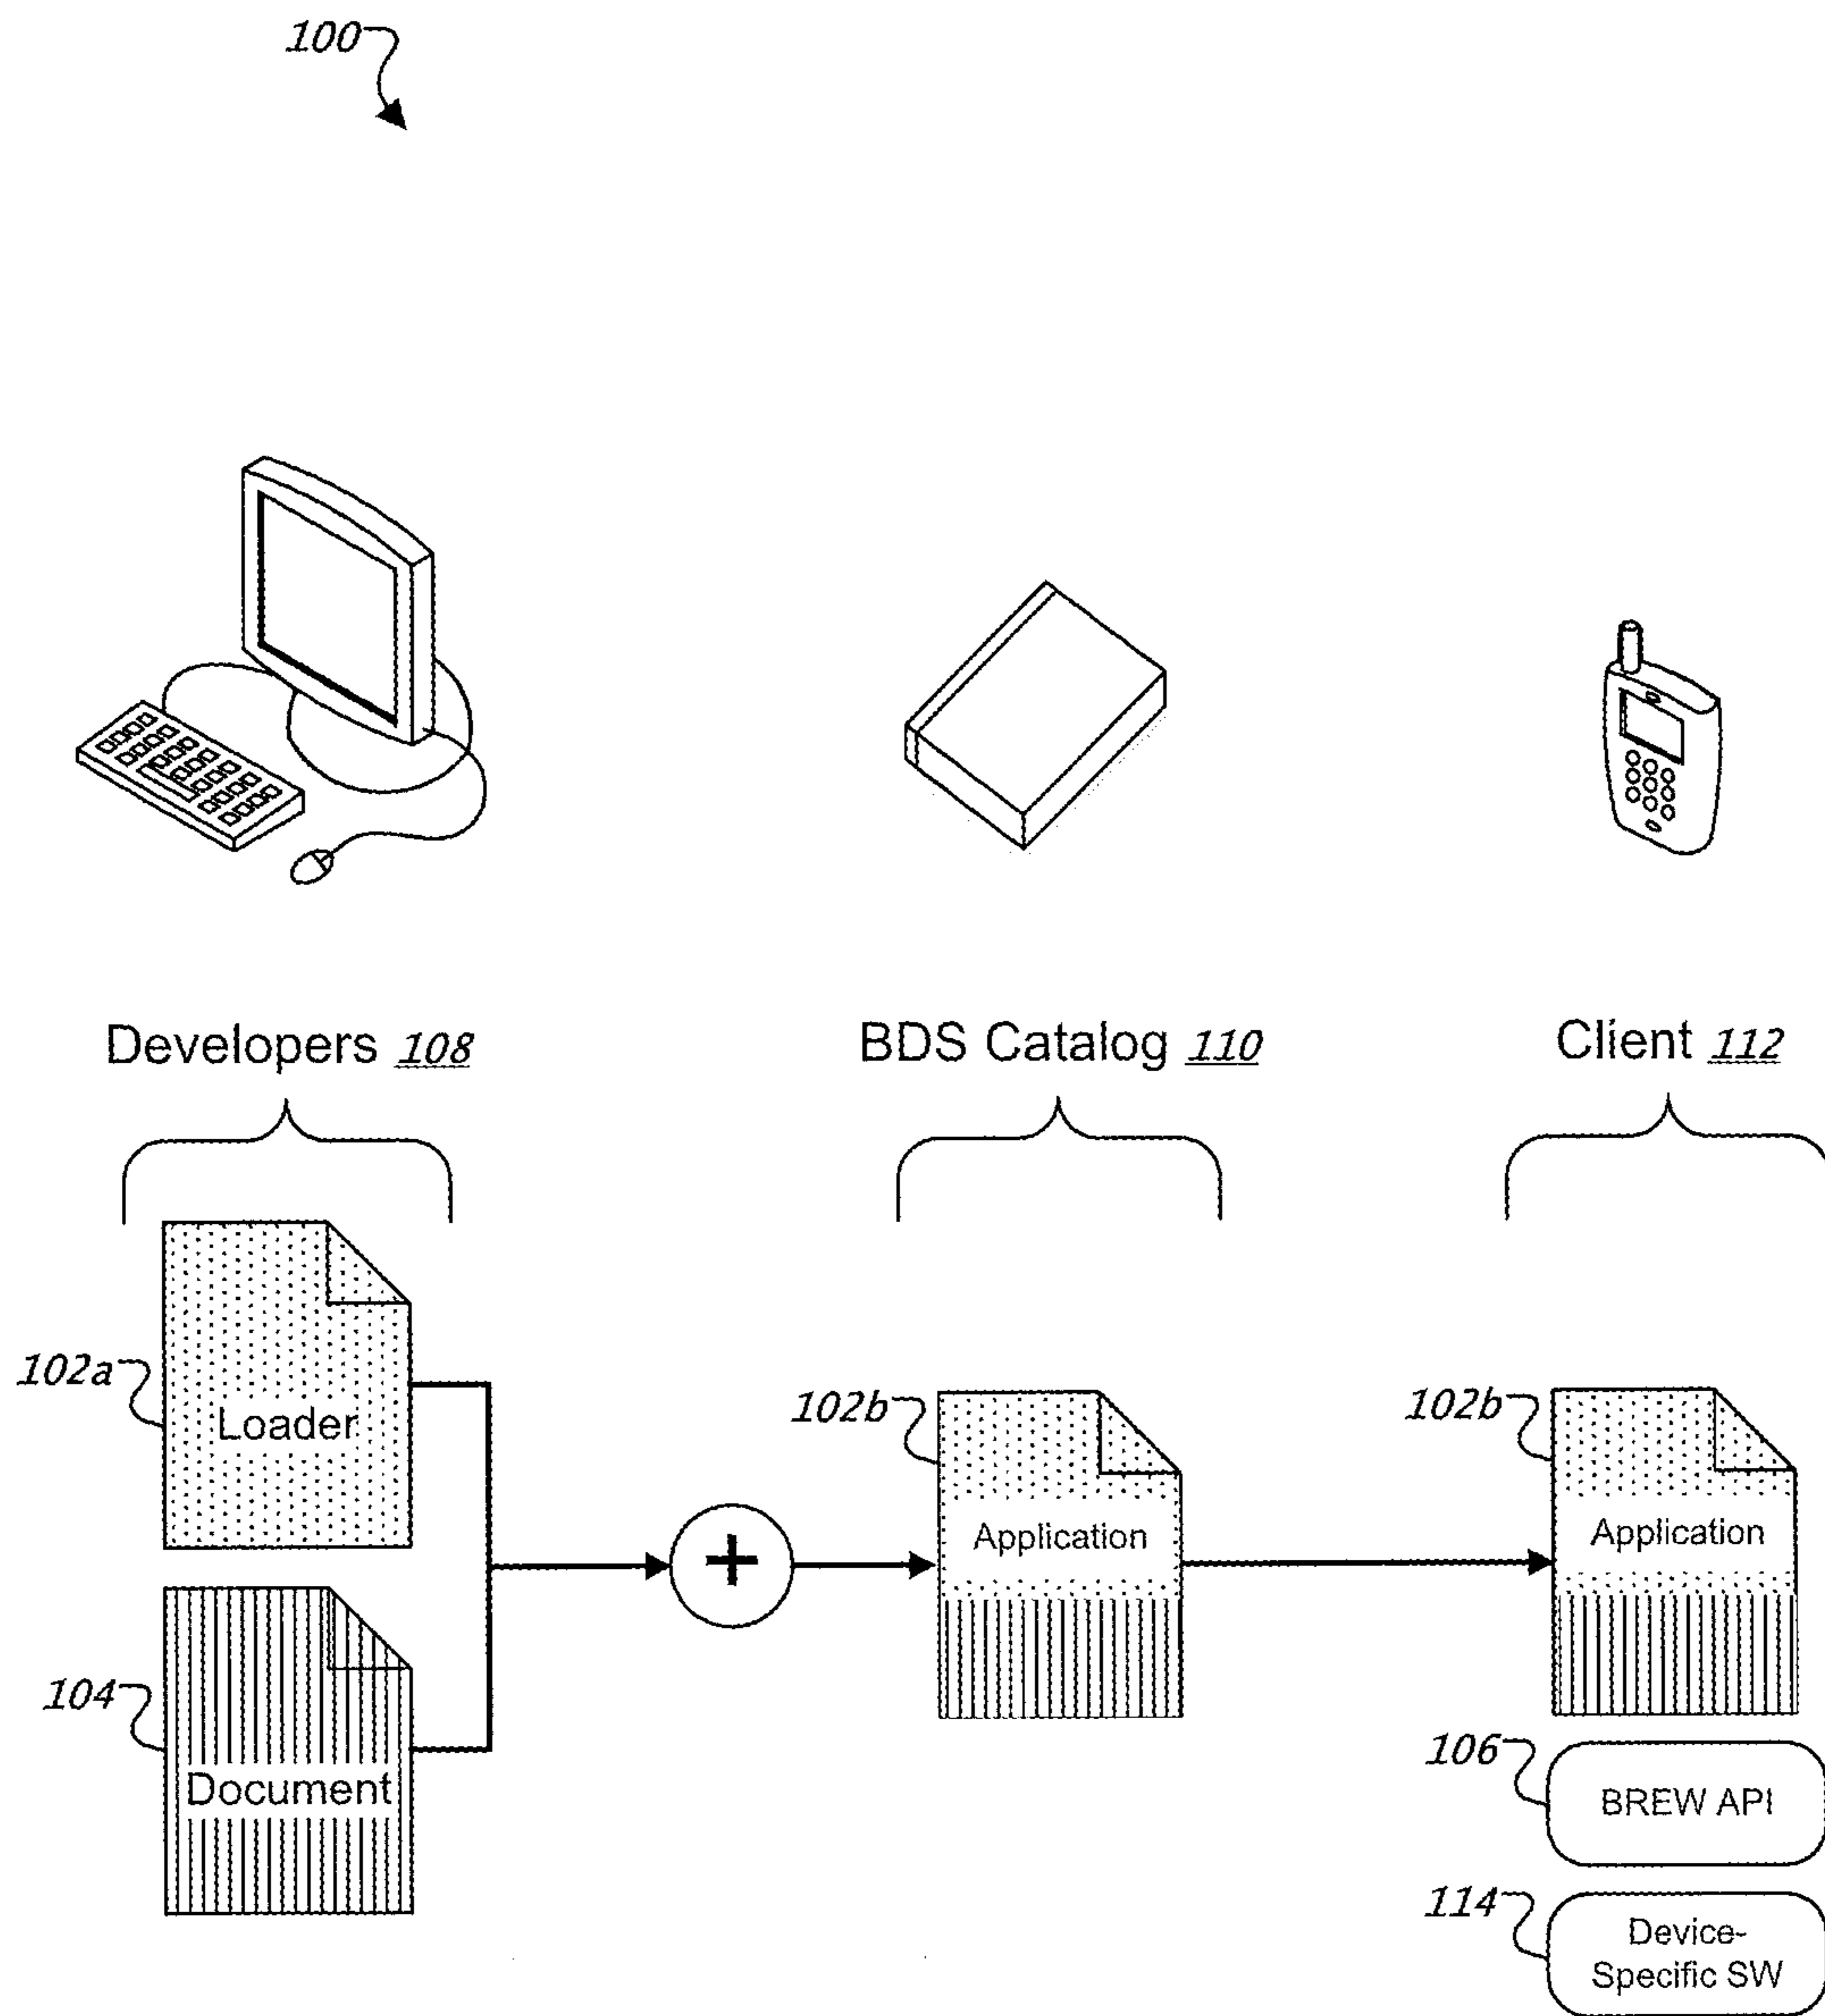 100
Developers 108
BDS Catalog 110
Client 112
102a
Loader
102b
Application
102b
Application
+
104
Document
106
BREW API
114
Device-
Specific SW